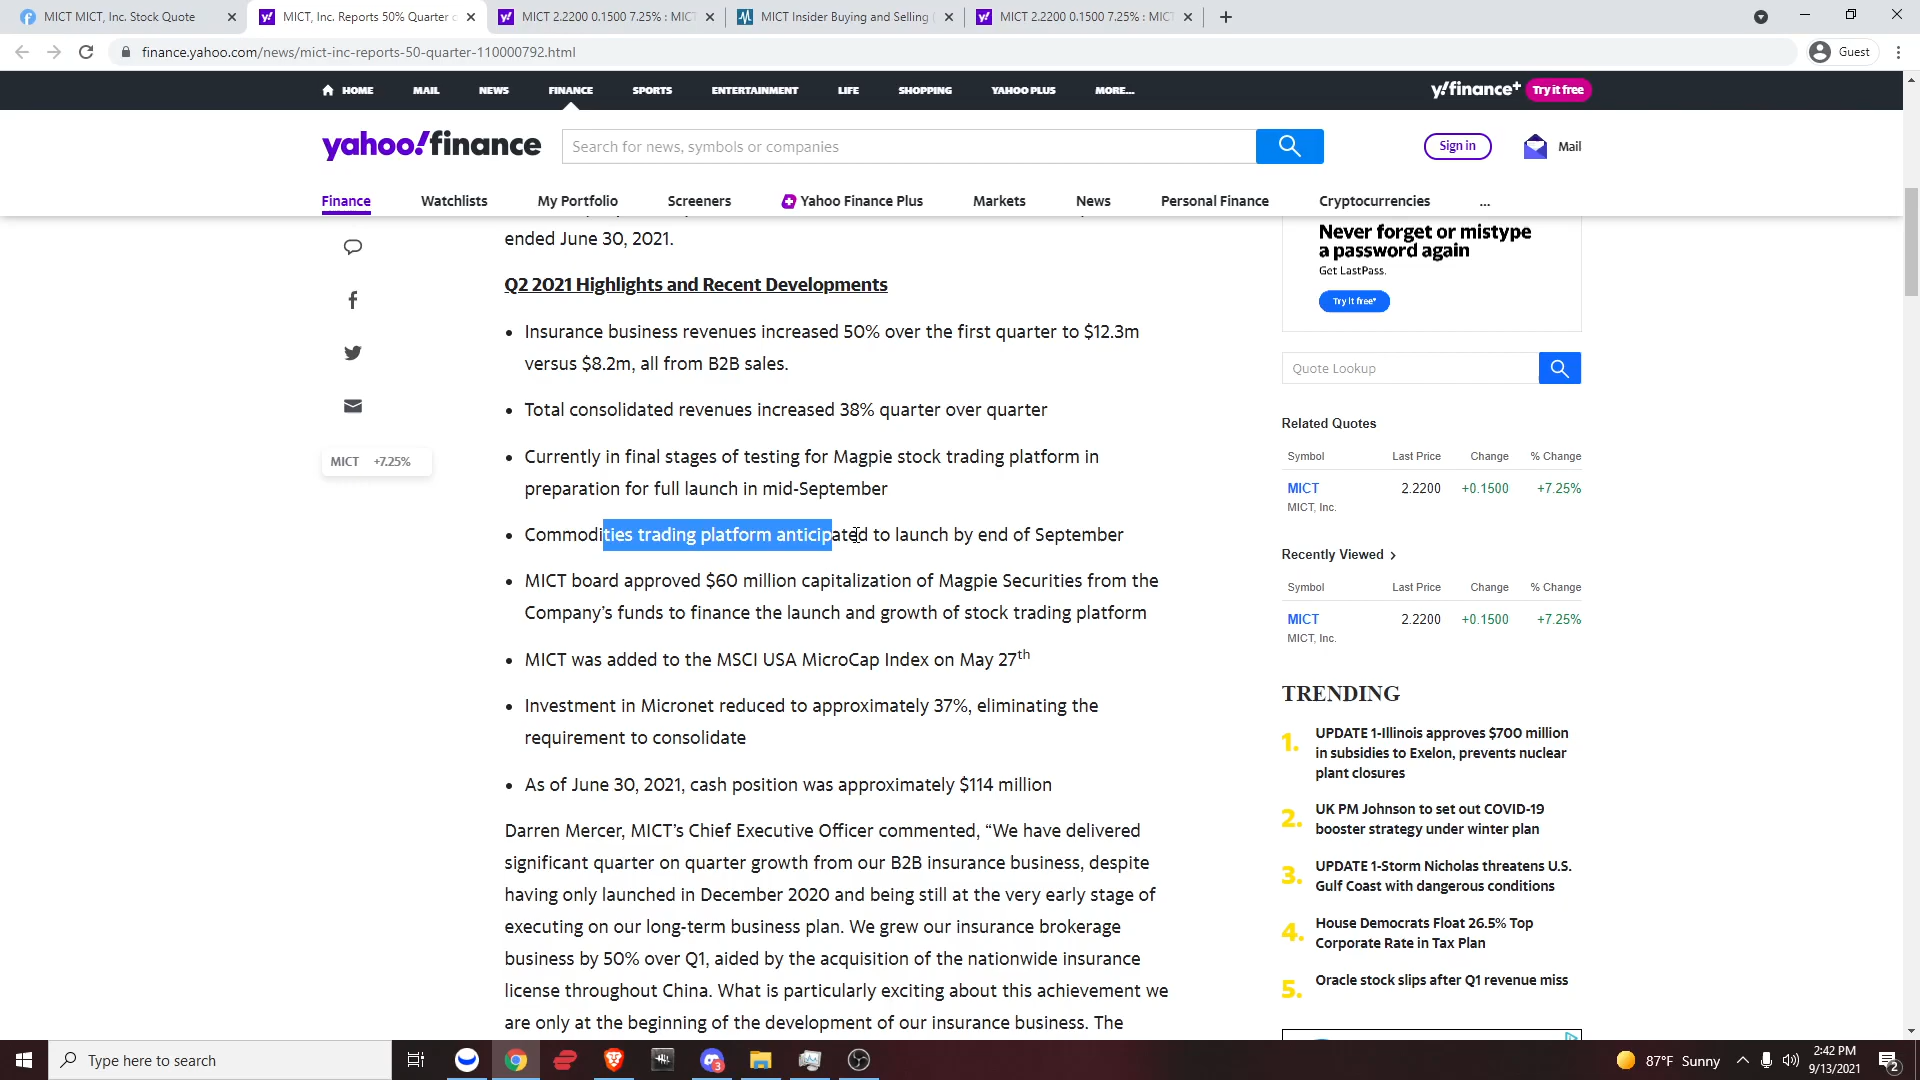 MICT MICT, Inc. Stock Quote
MICT, Inc. Reports 50% Quarter o
MICT 2.2200 0.1500 7.25% : MICT
MICT Insider Buying and Selling
MICT 2.2200 0.1500 7.25% : MICT
finance.yahoo.com/news/mict-inc-reports-50-quarter-110000792.html
Guest
HOME MAIL NEWS FINANCE SPORTS ENTERTAINMENT LIFE SHOPPING YAHOO PLUS MORE...
y!finance+ Try it free
yahoo!finance
Search for news, symbols or companies
Sign in
Mail
Finance Watchlists My Portfolio Screeners Yahoo Finance Plus Markets News Personal Finance Cryptocurrencies ...
ended June 30, 2021.
Q2 2021 Highlights and Recent Developments
• Insurance business revenues increased 50% over the first quarter to $12.3m
versus $8.2m, all from B2B sales.
• Total consolidated revenues increased 38% quarter over quarter
• Currently in final stages of testing for Magpie stock trading platform in
preparation for full launch in mid-September
• Commodities trading platform anticipated to launch by end of September
• MICT board approved $60 million capitalization of Magpie Securities from the
Company’s funds to finance the launch and growth of stock trading platform
• MICT was added to the MSCI USA MicroCap Index on May 27th
• Investment in Micronet reduced to approximately 37%, eliminating the
requirement to consolidate
• As of June 30, 2021, cash position was approximately $114 million
Darren Mercer, MICT’s Chief Executive Officer commented, “We have delivered
significant quarter on quarter growth from our B2B insurance business, despite
having only launched in December 2020 and being still at the very early stage of
executing on our long-term business plan. We grew our insurance brokerage
business by 50% over Q1, aided by the acquisition of the nationwide insurance
license throughout China. What is particularly exciting about this achievement we
are only at the beginning of the development of our insurance business. The
MICT +7.25%
Never forget or mistype
a password again
Get LastPass.
Try it free*
Quote Lookup
Related Quotes
Symbol Last Price Change % Change
MICT 2.2200 +0.1500 +7.25%
MICT, Inc.
Recently Viewed >
Symbol Last Price Change % Change
MICT 2.2200 +0.1500 +7.25%
MICT, Inc.
TRENDING
1. UPDATE 1-Illinois approves $700 million
in subsidies to Exelon, prevents nuclear
plant closures
2. UK PM Johnson to set out COVID-19
booster strategy under winter plan
3. UPDATE 1-Storm Nicholas threatens U.S.
Gulf Coast with dangerous conditions
4. House Democrats Float 26.5% Top
Corporate Rate in Tax Plan
5. Oracle stock slips after Q1 revenue miss
Type here to search
3
87°F Sunny
2:42 PM
9/13/2021
2